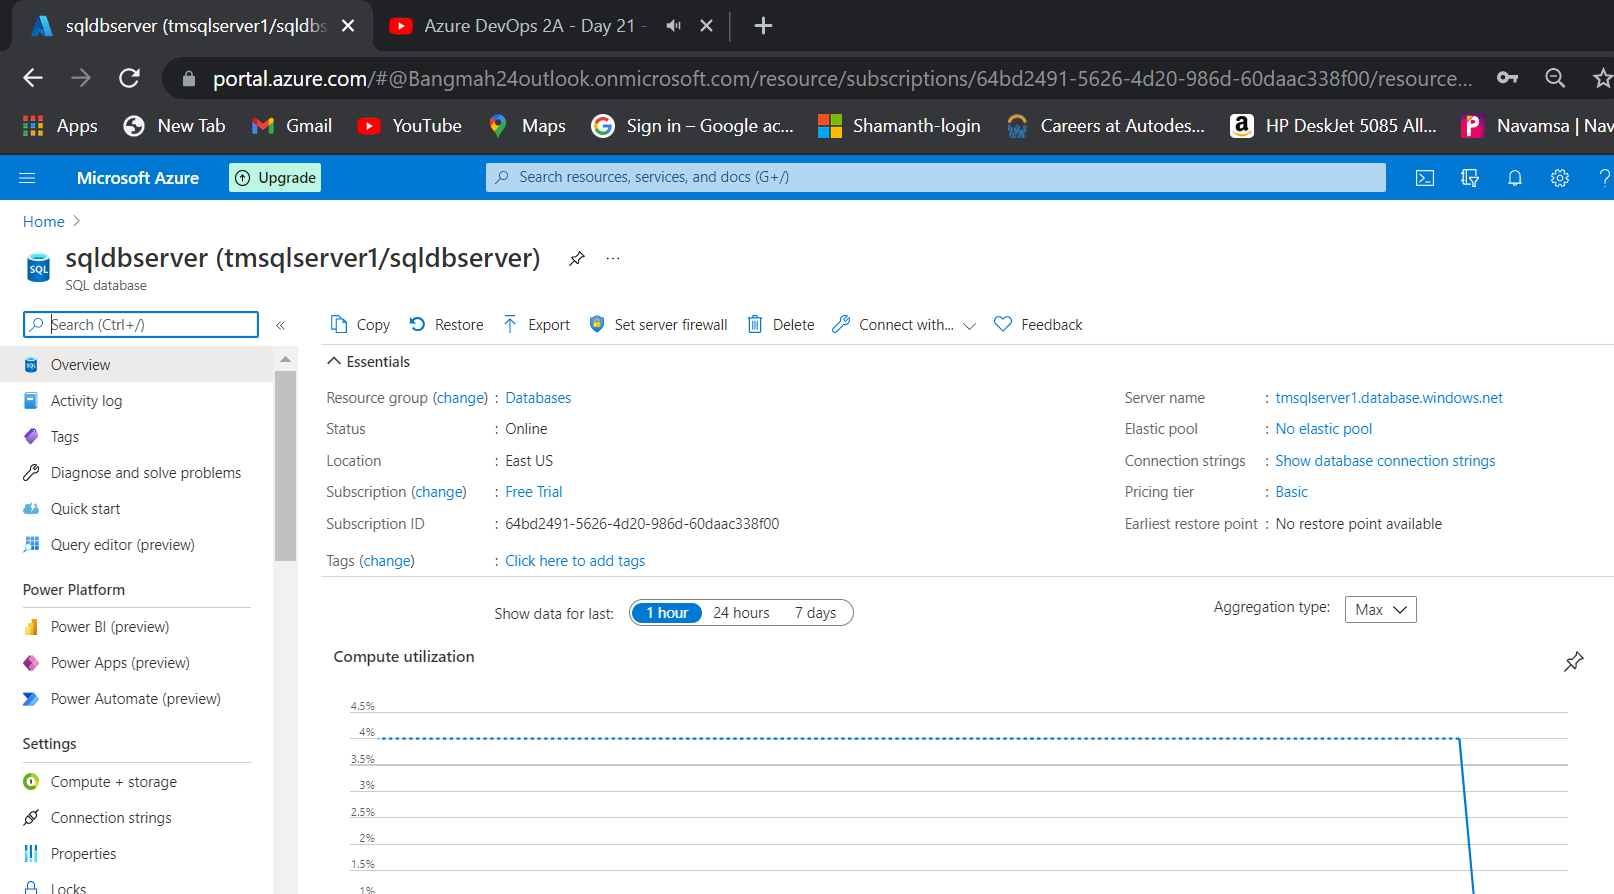 sqldbserver (tmsqlserver1/sqldbs
Azure DevOps 2A - Day 21 -
portal.azure.com/#@Bangmah24outlook.onmicrosoft.com/resource/subscriptions/64bd2491-5626-4d20-986d-60daac338f00/resource...
Apps New Tab Gmail YouTube Maps Sign in – Google ac... Shamanth-login Careers at Autodes... HP DeskJet 5085 All... Navamsa | Nav
Microsoft Azure Upgrade Search resources, services, and docs (G+/)
Home
sqldbserver (tmsqlserver1/sqldbserver) ...
SQL
SQL database
Search (Ctrl+/) «
Copy Restore Export Set server firewall Delete Connect with... Feedback
Overview
Activity log
Tags
Diagnose and solve problems
Quick start
Query editor (preview)
Power Platform
Power BI (preview)
Power Apps (preview)
Power Automate (preview)
Settings
Compute + storage
Connection strings
Properties
Locks
Essentials
Resource group (change) : Databases
Status : Online
Location : East US
Subscription (change) : Free Trial
Subscription ID : 64bd2491-5626-4d20-986d-60daac338f00
Tags (change) : Click here to add tags
Server name : tmsqlserver1.database.windows.net
Elastic pool : No elastic pool
Connection strings : Show database connection strings
Pricing tier : Basic
Earliest restore point : No restore point available
Show data for last: 1 hour 24 hours 7 days
Aggregation type: Max
Compute utilization
4.5%
4%
3.5%
3%
2.5%
2%
1.5%
1%